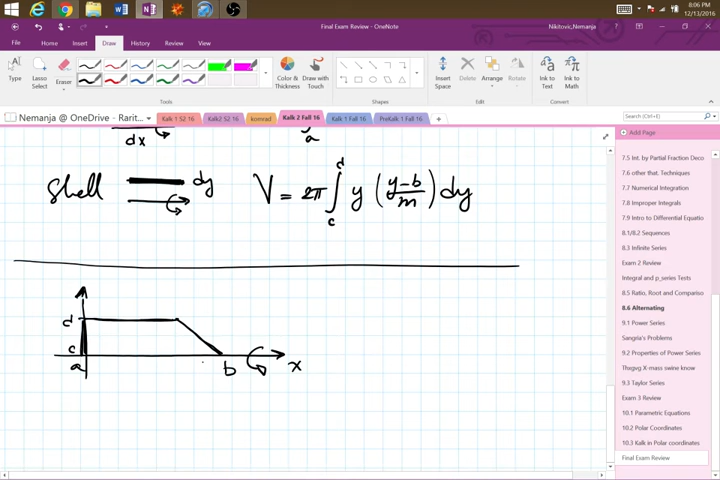 8:06 PM
12/13/2016
Final Exam Review - OneNote
Nikitovic,Nemanja
File Home Insert Draw History Review View
Type
Lasso Select
Eraser
Color & Thickness
Draw with Touch
Insert Space
Delete
Arrange
Rotate
Ink to Text
Ink to Math
Tools
Shapes
Edit
Convert
Nemanja @ OneDrive - Rarit...
Kalk 1 S2 16
Kalk2 S2 16
konrad
Kalk 2 Fall 16
Kalk 1 Fall 16
PreKalk 1 Fall 16
Search (Ctrl+E)
Add Page
7.5 Int. by Partial Fraction Deco
7.6 other that. Techniques
7.7 Numerical Integration
7.8 Improper Integrals
7.9 Intro to Differential Equatio
8.1/8.2 Sequences
8.3 Infinite Series
Exam 2 Review
Integral and p_series Tests
8.5 Ratio, Root and Compariso
8.6 Alternating
9.1 Power Series
Sangria's Problems
9.2 Properties of Power Series
Thxgvg X-mass swine know
9.3 Taylor Series
Exam 3 Review
10.1 Parametric Equations
10.2 Polar Coordinates
10.3 Kalk in Polar coordinates
Final Exam Review
dx
a
Shell dy V = 2π ∫_c^d y ((y-b)/m) dy
d
c
a
b
x